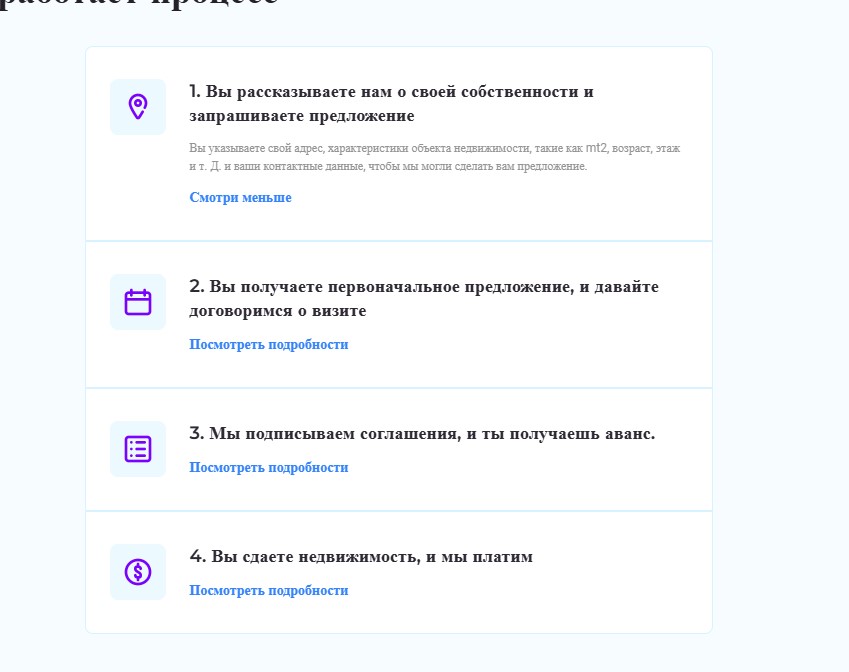 работает процесс
1. Вы рассказываете нам о своей собственности и
запрашиваете предложение
Вы указываете свой адрес, характеристики объекта недвижимости, такие как mt2, возраст, этаж
и т. Д. и ваши контактные данные, чтобы мы могли сделать вам предложение.
Смотри меньше
2. Вы получаете первоначальное предложение, и давайте
договоримся о визите
Посмотреть подробности
3. Мы подписываем соглашения, и ты получаешь аванс.
Посмотреть подробности
4. Вы сдаете недвижимость, и мы платим
Посмотреть подробности